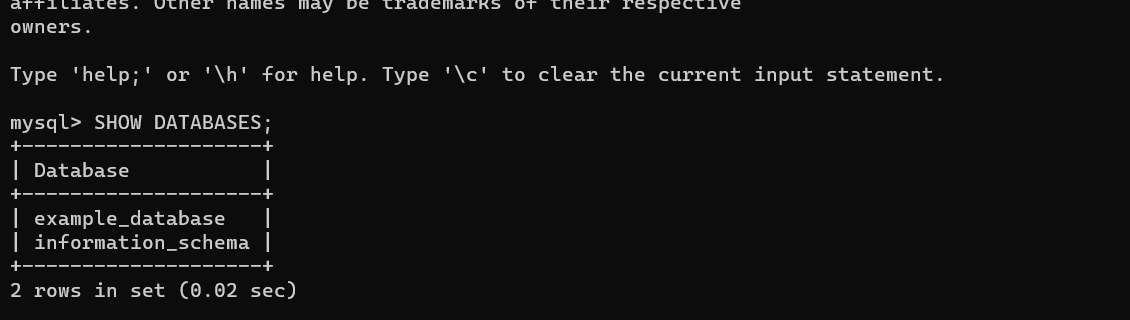 affiliates. Other names may be trademarks of their respective
owners.
Type 'help;' or '\h' for help. Type '\c' to clear the current input statement.
mysql> SHOW DATABASES;
+--------------------+
| Database           |
+--------------------+
| example_database   |
| information_schema |
+--------------------+
2 rows in set (0.02 sec)